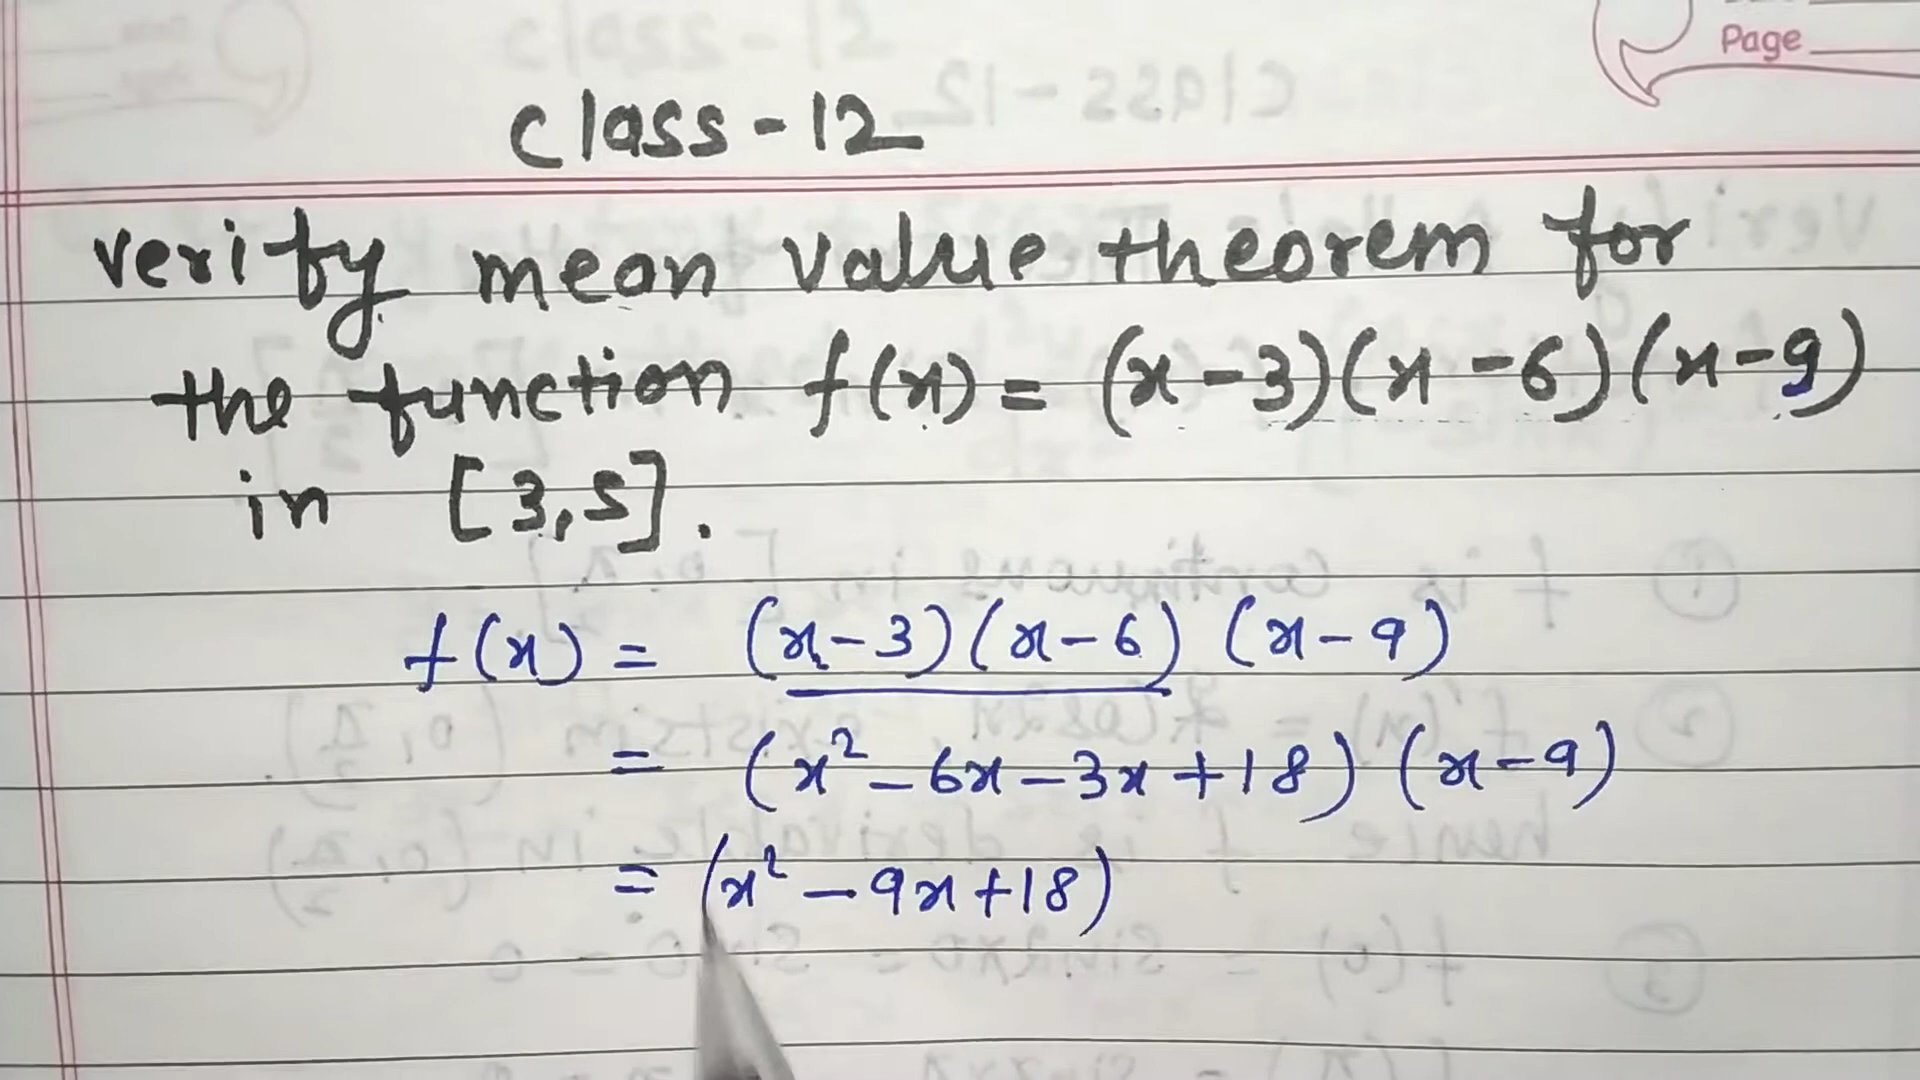 Page
class-12
verify mean value theorem for
the function f(x) = (x-3)(x-6)(x-9)
in [3,5].
f(x) = (x-3)(x-6) (x-9)
= (x² - 6x - 3x + 18) (x-9)
= (x² - 9x + 18)